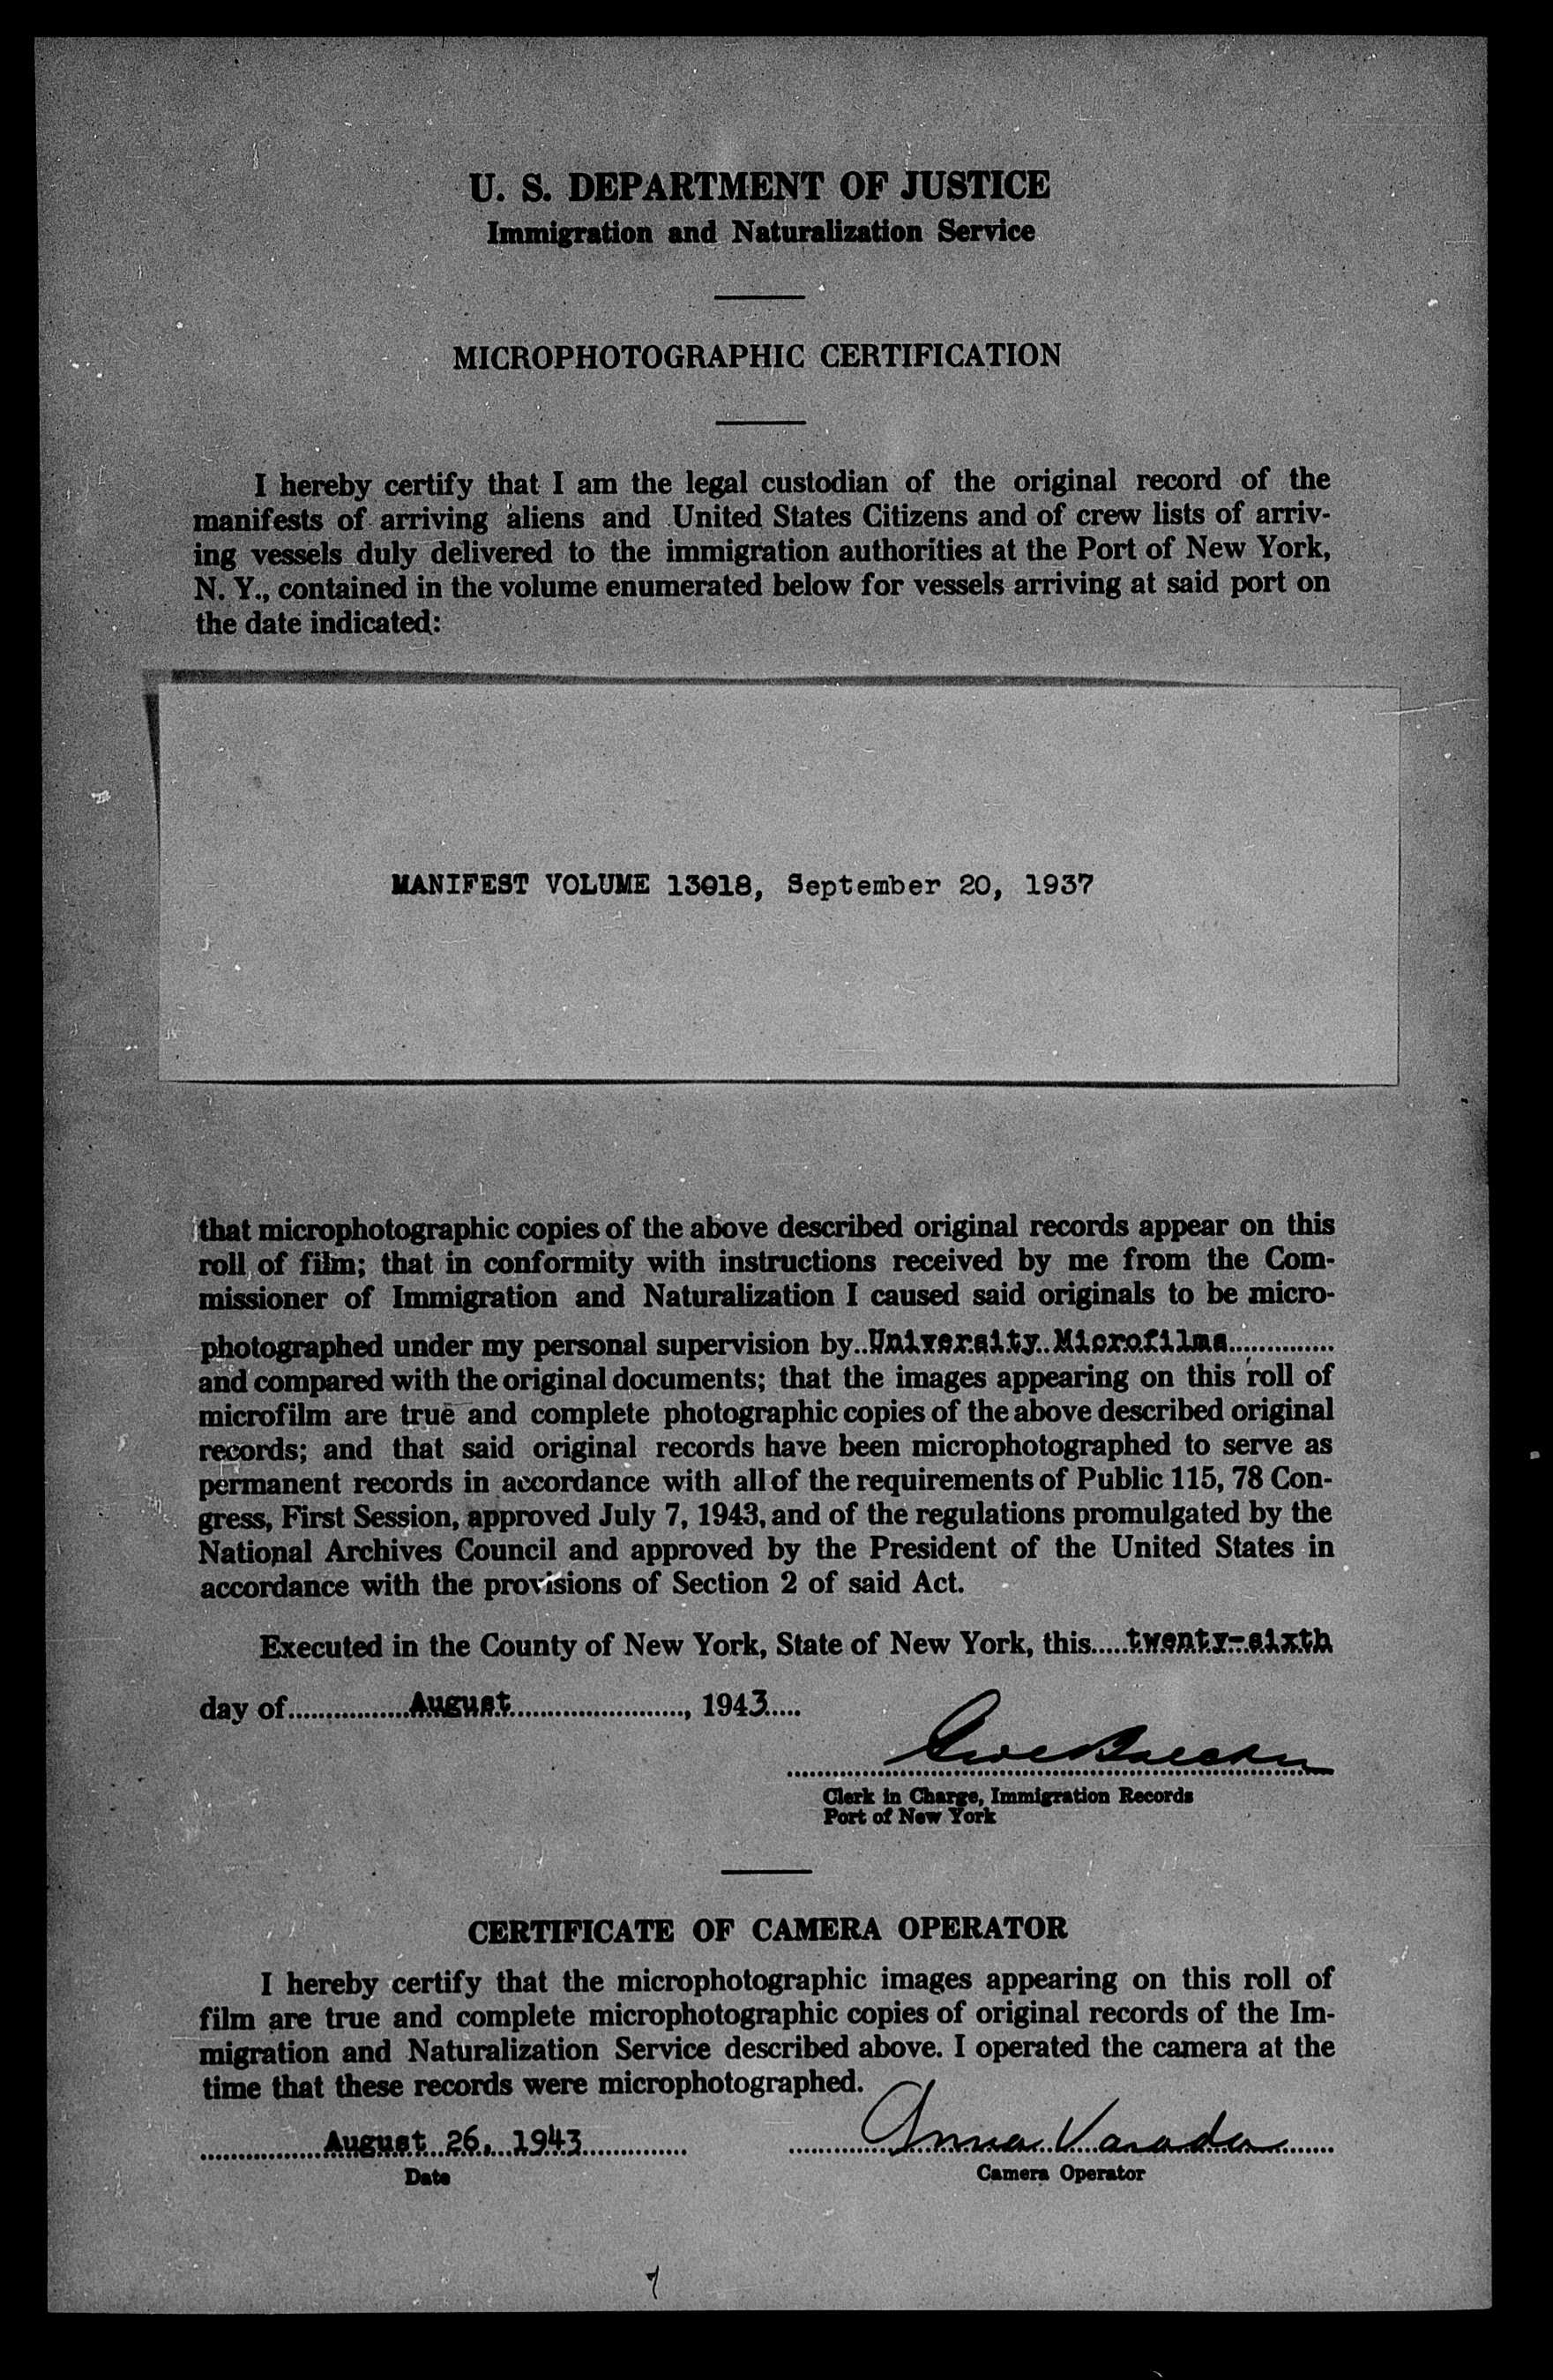 U. S. DEPARTMENT OF JUSTICE
Immigration and Naturalization Service
MICROPHOTOGRAPHIC CERTIFICATION
I hereby certify that I am the legal custodian of the original record of the
manifests of arriving aliens and United States Citizens and of crew lists of arriv-
ing vessels duly delivered to the immigration authorities at the Port of New York,
N. Y., contained in the volume enumerated below for vessels arriving at said port on
the date indicated:
MANIFEST VOLUME 13018, September 20, 1937
that microphotographic copies of the above described original records appear on this
roll of film; that in conformity with instructions received by me from the Com-
missioner of Immigration and Naturalization I caused said originals to be micro-
photographed under my personal supervision by..University Microfilms..............
and compared with the original documents; that the images appearing on this roll of
microfilm are true and complete photographic copies of the above described original
records; and that said original records have been microphotographed to serve as
permanent records in accordance with all of the requirements of Public 115, 78 Con-
gress, First Session, approved July 7, 1943, and of the regulations promulgated by the
National Archives Council and approved by the President of the United States in
accordance with the provisions of Section 2 of said Act.
Executed in the County of New York, State of New York, this.....twenty-sixth
day of................August......................, 1943.....
Clerk in Charge, Immigration Records
Port of New York
CERTIFICATE OF CAMERA OPERATOR
I hereby certify that the microphotographic images appearing on this roll of
film are true and complete microphotographic copies of original records of the Im-
migration and Naturalization Service described above. I operated the camera at the
time that these records were microphotographed.
August 26, 1943
Anna
Date
Camera Operator